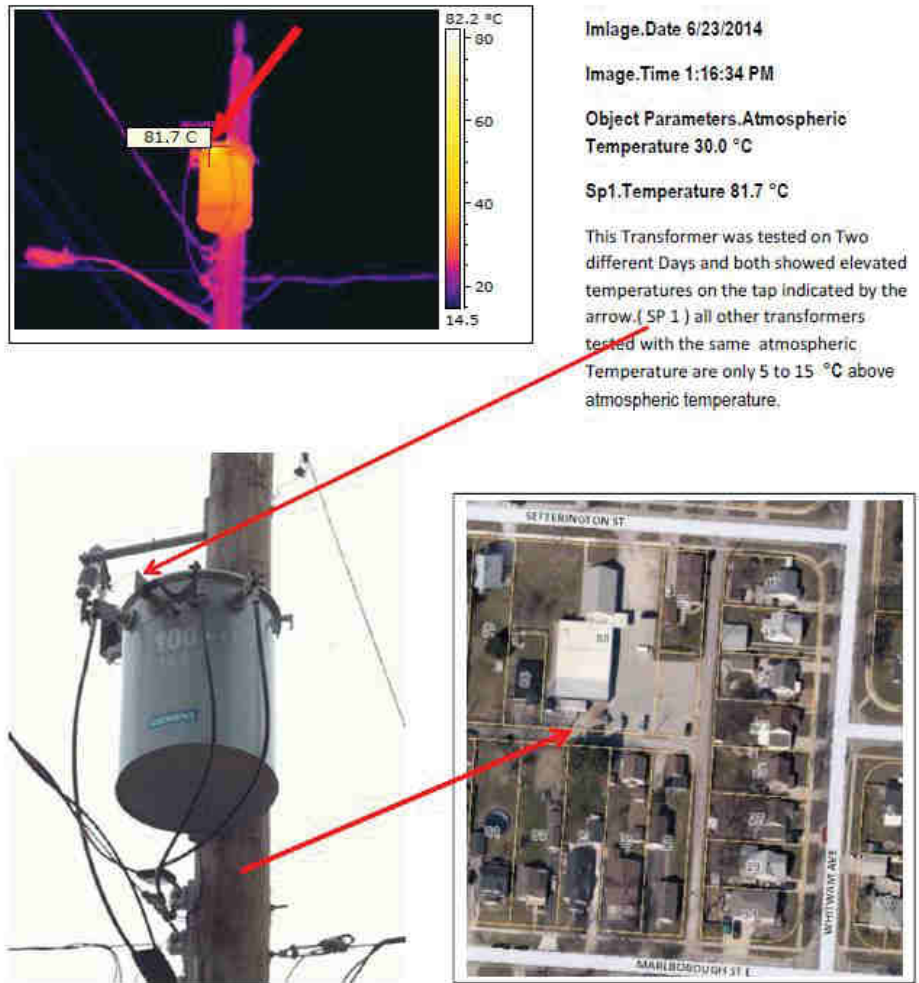 82.2 °C
80
60
40
20
14.5
81.7 C
Imlage.Date 6/23/2014
Image.Time 1:16:34 PM
Object Parameters.Atmospheric
Temperature 30.0 °C
Sp1.Temperature 81.7 °C
This Transformer was tested on Two
different Days and both showed elevated
temperatures on the tap indicated by the
arrow.( SP 1 ) all other transformers
tested with the same atmospheric
Temperature are only 5 to 15 °C above
atmospheric temperature.
100
SIEMENS
SETTERINGTON ST
88
WHITWAM AVE
MARLBOROUGH ST E